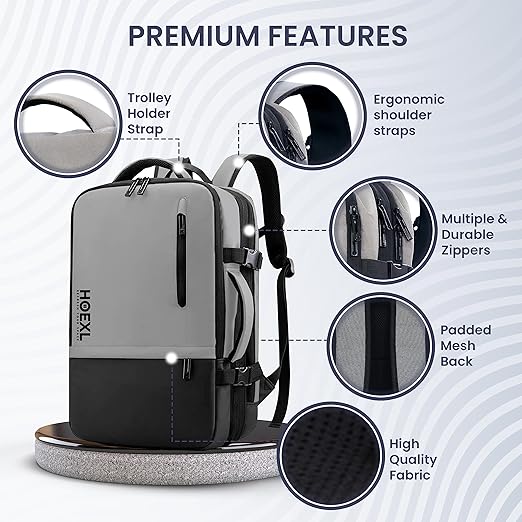 PREMIUM FEATURES
Trolley
Holder
Strap
Ergonomic
shoulder
straps
Multiple &
Durable
Zippers
Padded
Mesh
Back
High
Quality
Fabric
HOEXL